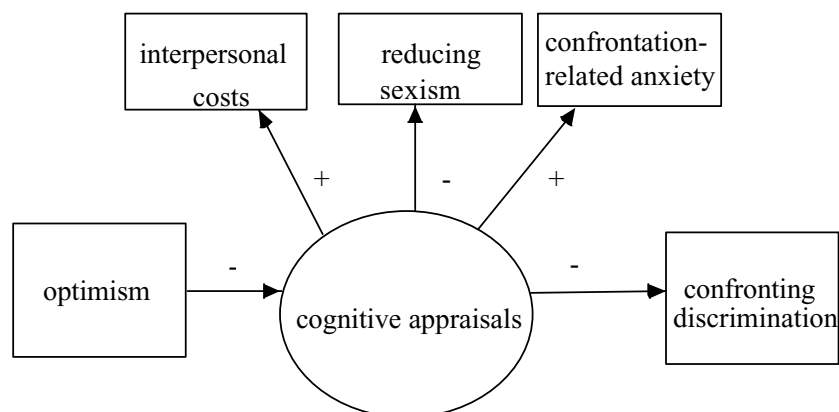 interpersonal
costs
reducing
sexism
confrontation-
related anxiety
+
-
+
optimism
-
cognitive appraisals
-
confronting
discrimination